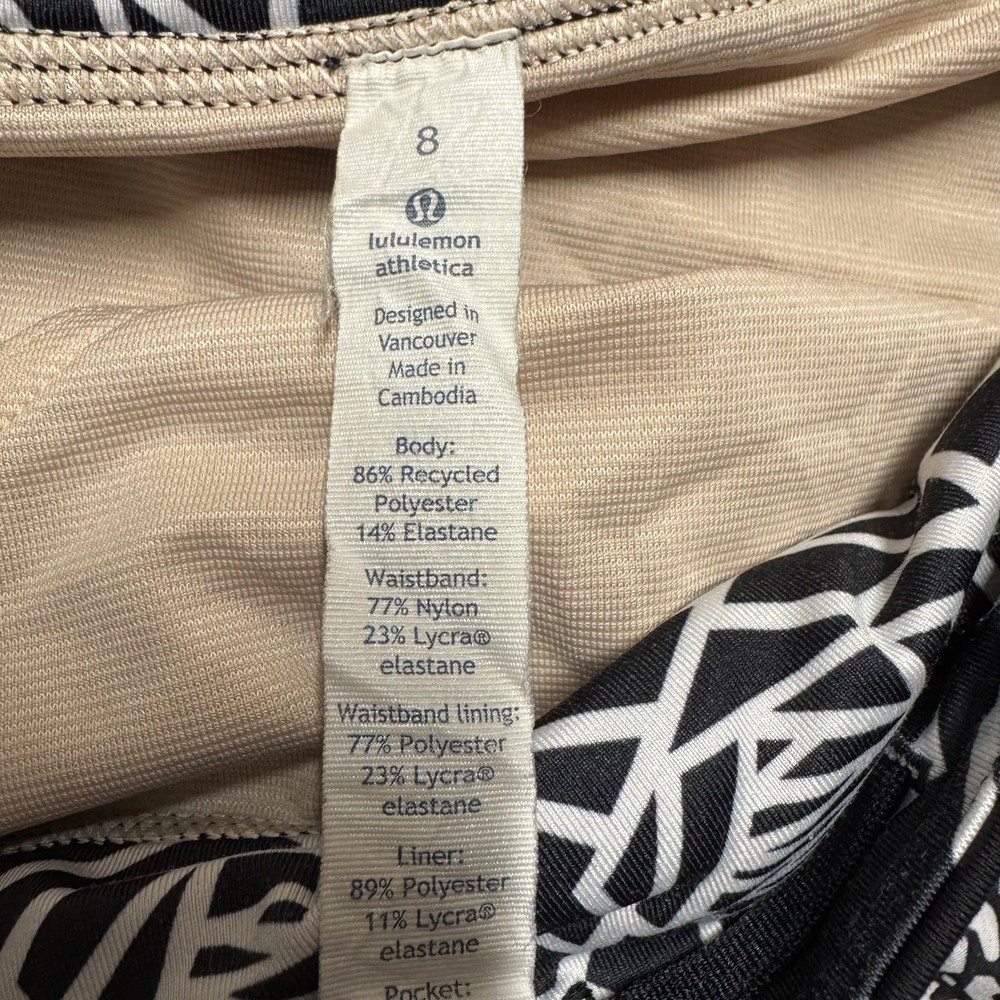 8
lululemon
athletica
Designed in
Vancouver
Made in
Cambodia
Body:
86% Recycled
Polyester
14% Elastane
Waistband:
77% Nylon
23% Lycra®
elastane
Waistband lining:
77% Polyester
23% Lycra®
elastane
Liner:
89% Polyester
11% Lycra®
elastane
Pocket: